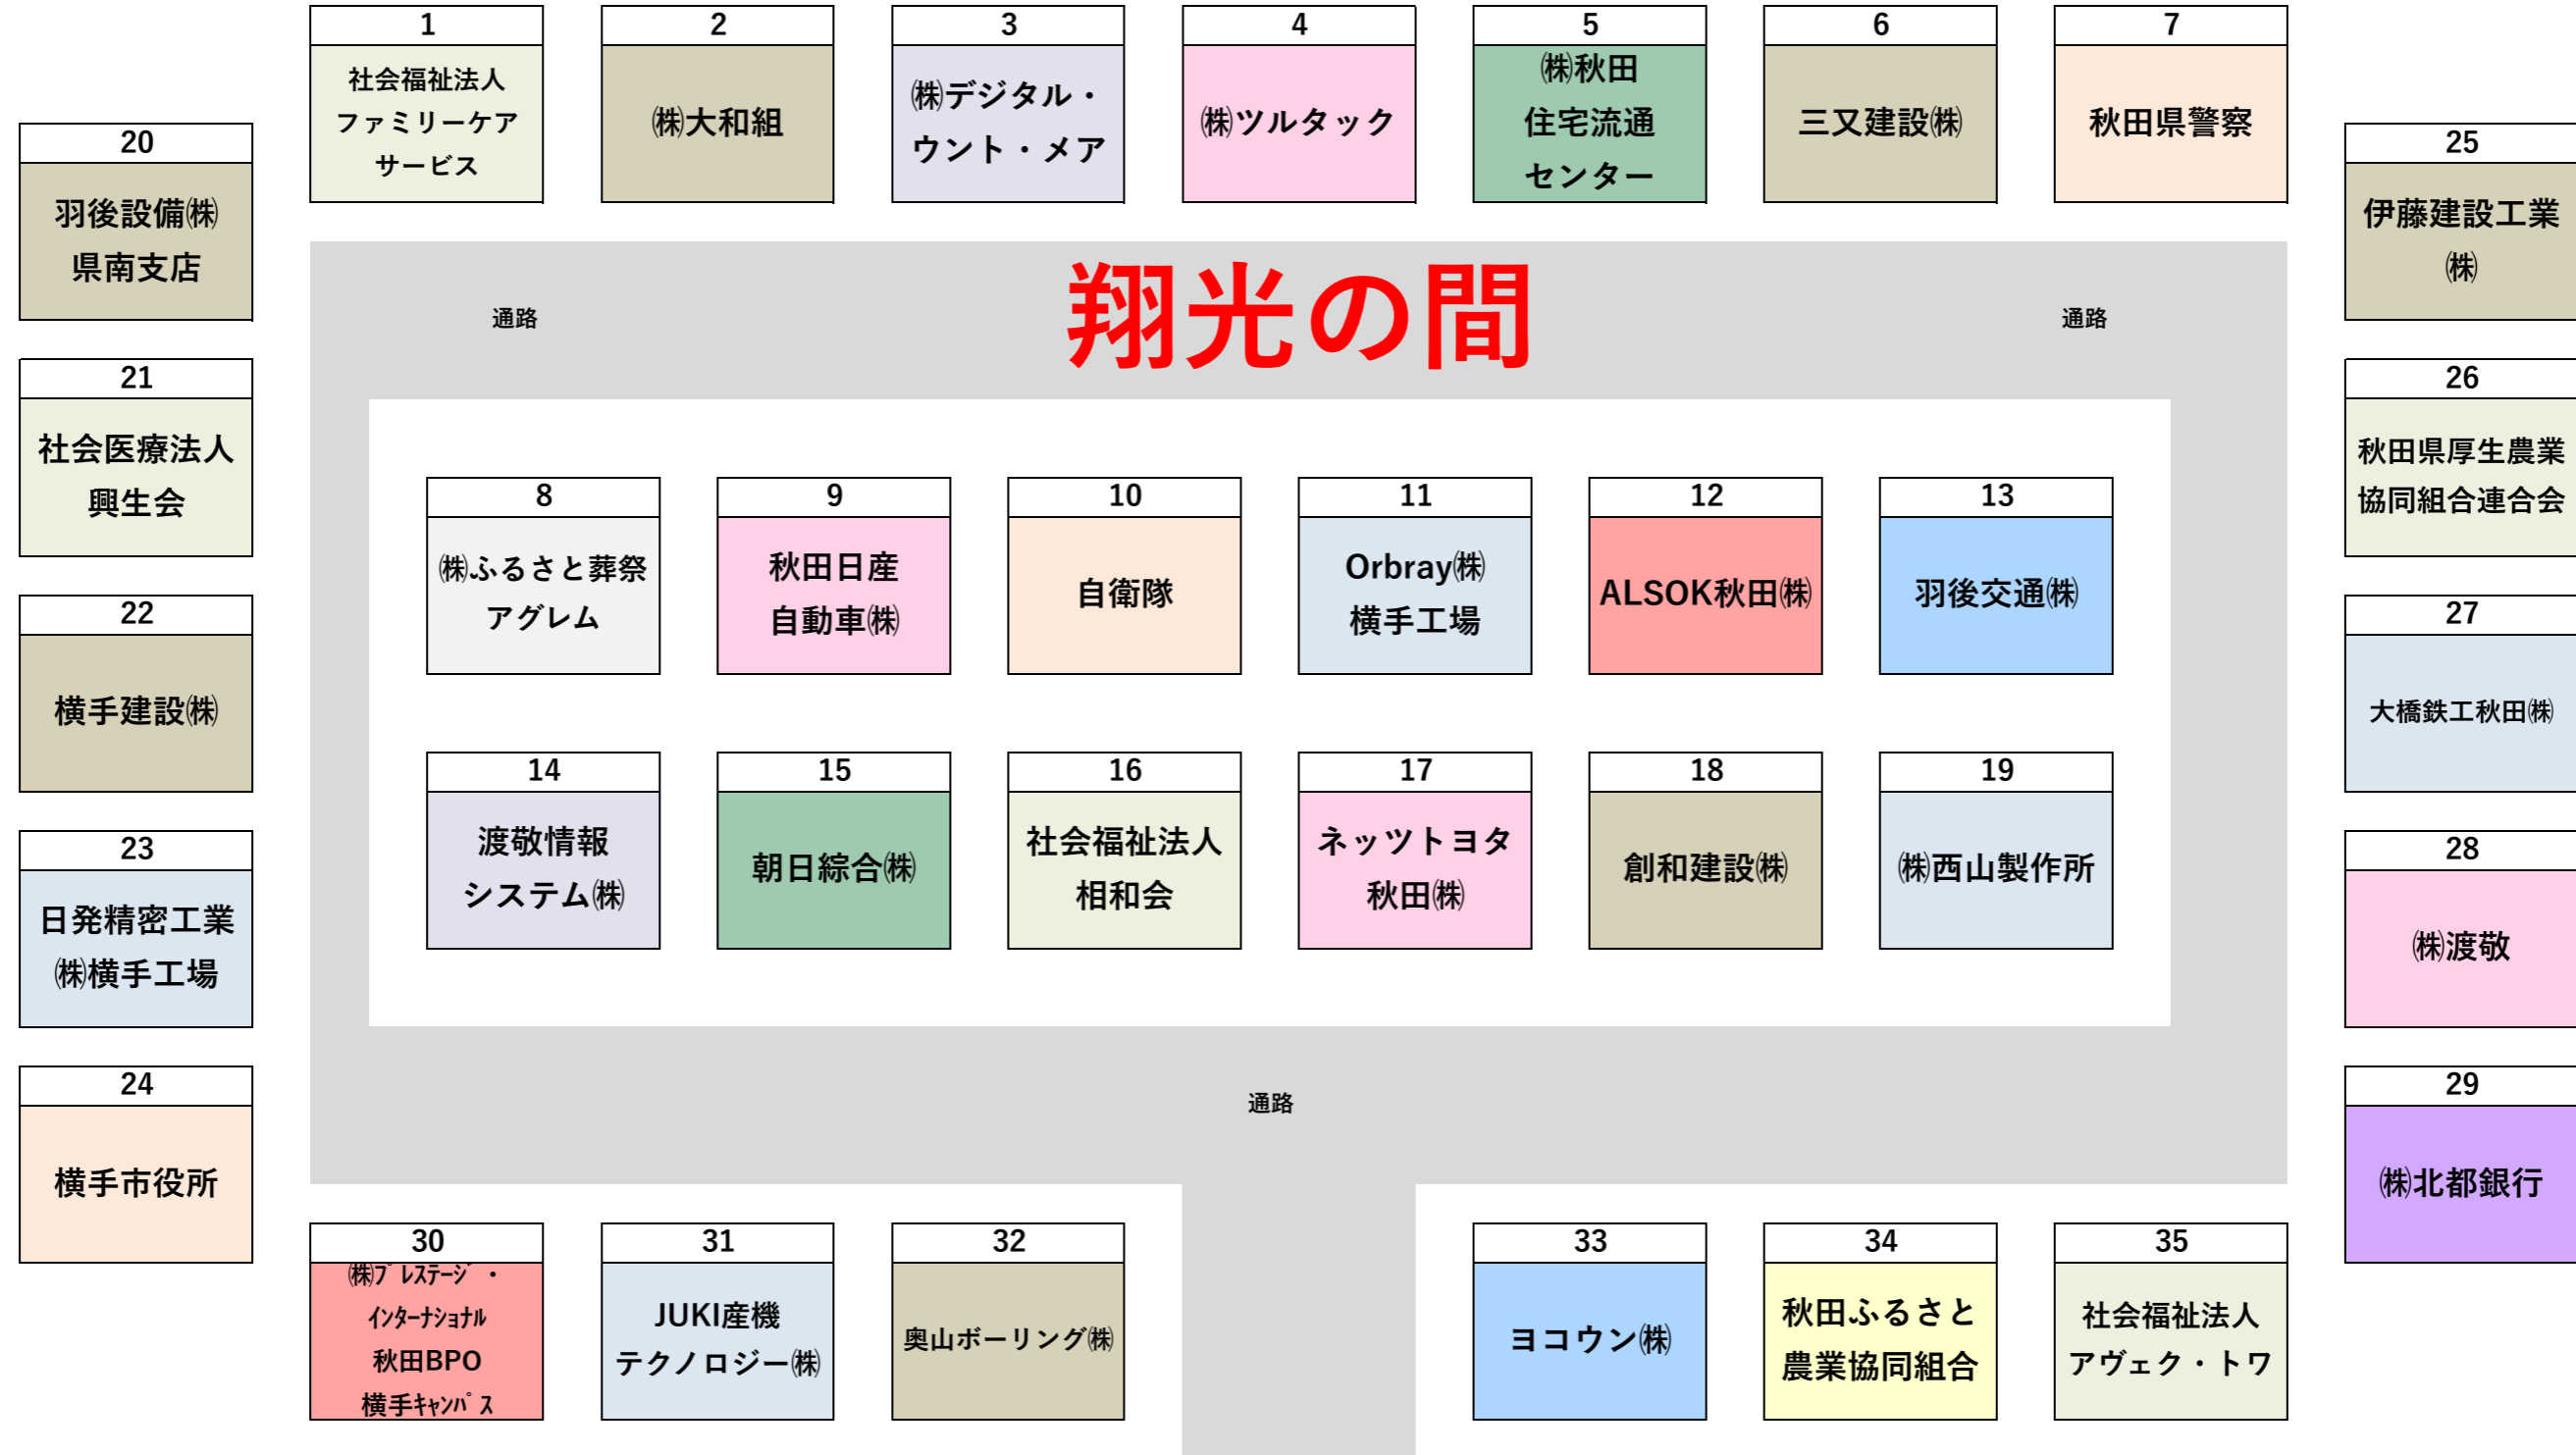 1
社会福祉法人
ファミリーケア
サービス
2
㈱大和組
3
㈱デジタル・
ウント・メア
4
㈱ツルタック
5
㈱秋田
住宅流通
センター
6
三又建設㈱
7
秋田県警察
20
羽後設備㈱
県南支店
25
伊藤建設工業
㈱
翔光の間
通路
通路
21
社会医療法人
興生会
26
秋田県厚生農業
協同組合連合会
8
㈱ふるさと葬祭
アグレム
9
秋田日産
自動車㈱
10
自衛隊
11
Orbray㈱
横手工場
12
ALSOK秋田㈱
13
羽後交通㈱
22
横手建設㈱
27
大橋鉄工秋田㈱
14
渡敬情報
システム㈱
15
朝日綜合㈱
16
社会福祉法人
相和会
17
ネッツトヨタ
秋田㈱
18
創和建設㈱
19
㈱西山製作所
23
日発精密工業
㈱横手工場
28
㈱渡敬
通路
24
横手市役所
29
㈱北都銀行
30
㈱ﾌﾟﾚｽﾃｰｼﾞ・
ｲﾝﾀｰﾅｼｮﾅﾙ
秋田BPO
横手ｷｬﾝﾊﾟｽ
31
JUKI産機
テクノロジー㈱
32
奥山ボーリング㈱
33
ヨコウン㈱
34
秋田ふるさと
農業協同組合
35
社会福祉法人
アヴェク・トワ